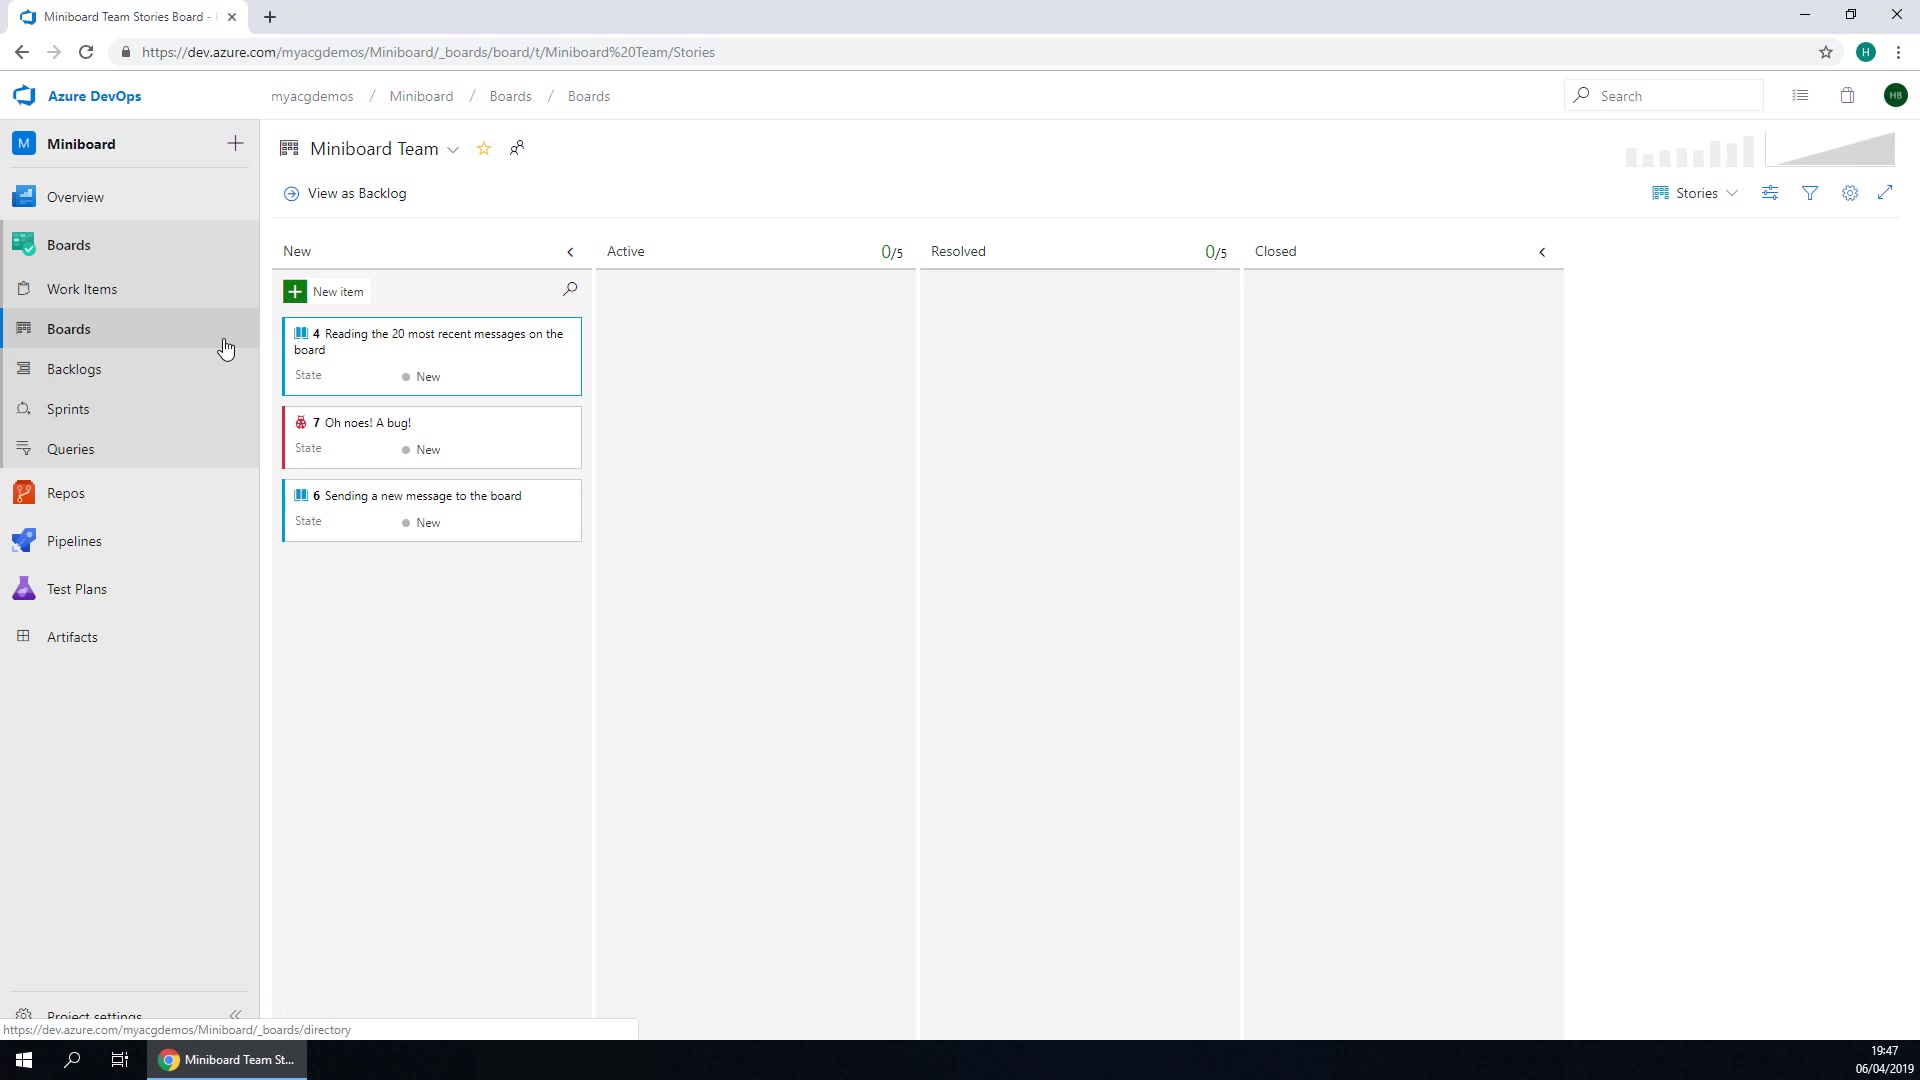 Miniboard Team Stories Board -
https://dev.azure.com/myacgdemos/Miniboard/_boards/board/t/Miniboard%20Team/Stories
H
Azure DevOps
myacgdemos / Miniboard / Boards / Boards
Search
HB
M Miniboard
Miniboard Team
Overview
View as Backlog
Stories
Boards
New
Active 0/5
Resolved 0/5
Closed
Work Items
New item
Boards
4 Reading the 20 most recent messages on the
board
State New
Backlogs
Sprints
7 Oh noes! A bug!
State New
Queries
Repos
6 Sending a new message to the board
State New
Pipelines
Test Plans
Artifacts
Project settings
https://dev.azure.com/myacgdemos/Miniboard/_boards/directory
Miniboard Team St...
19:47
06/04/2019